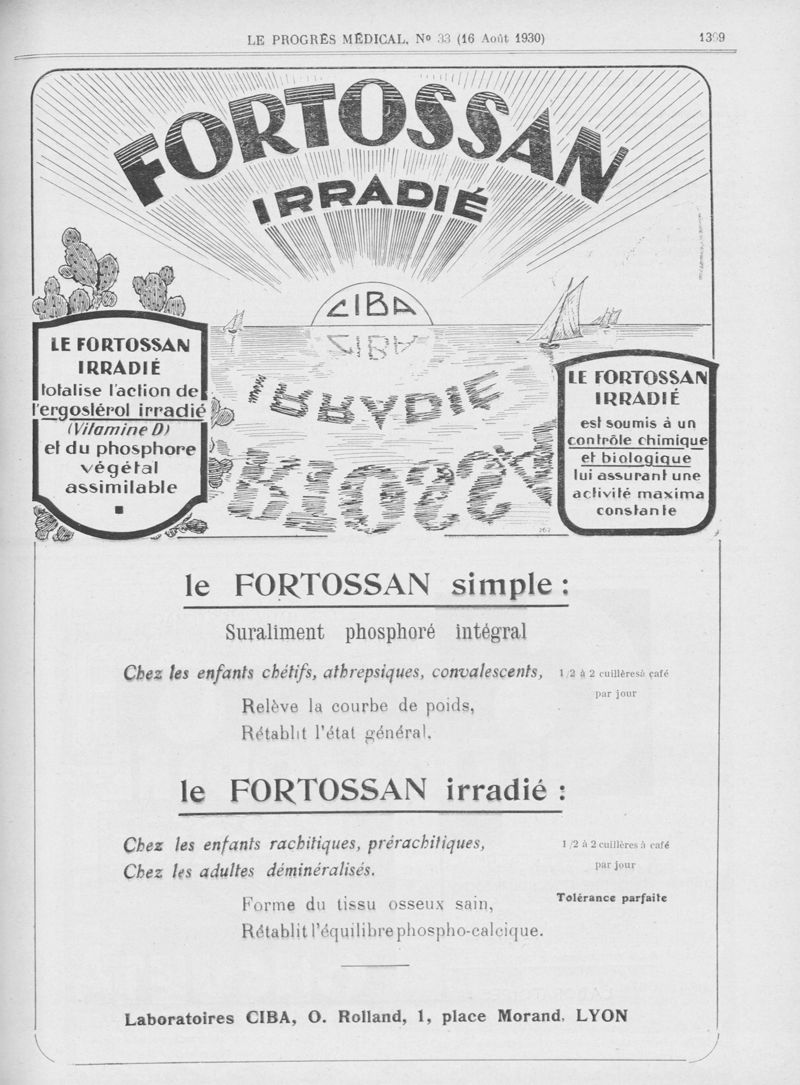 LE PROGRÈS MÉDICAL, Nº 33 (16 Août 1930)
1309
FORTOSSAN
IRRADIÉ
CIBA
CIBA
IRRADIÉ
LE FORTOSSAN
IRRADIÉ
totalise l'action de
l'ergostérol irradié
(Vitamine D)
et du phosphore
végétal
assimilable
LE FORTOSSAN
IRRADIÉ
est soumis à un
contrôle chimique
et biologique
lui assurant une
activité maxima
constante
le FORTOSSAN simple :
Suraliment phosphoré intégral
Chez les enfants chétifs, athrepsiques, convalescents,
1/2 à 2 cuillères à café
par jour
Relève la courbe de poids,
Rétablit l'état général.
le FORTOSSAN irradié :
Chez les enfants rachitiques, prérachitiques,
1/2 à 2 cuillères à café
par jour
Chez les adultes déminéralisés.
Tolérance parfaite
Forme du tissu osseux sain,
Rétablit l'équilibre phospho-calcique.
Laboratoires CIBA, O. Rolland, 1, place Morand. LYON